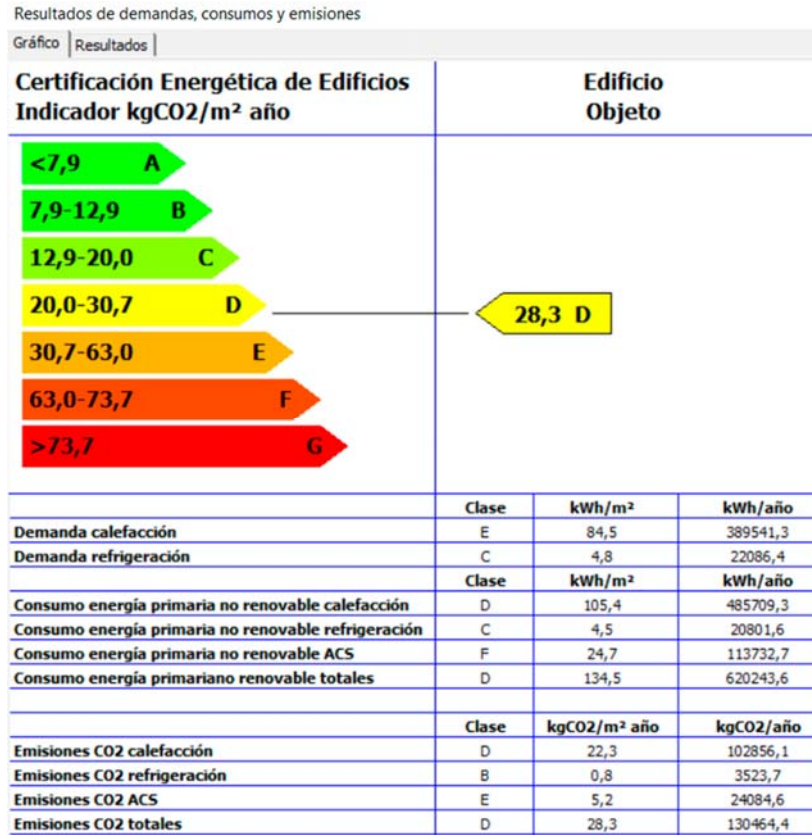 Resultados de demandas, consumos y emisiones
Gráfico Resultados
Certificación Energética de Edificios
Indicador kgCO2/m² año
Edificio
Objeto
<7,9 A
7,9-12,9 B
12,9-20,0 C
20,0-30,7 D
28,3 D
30,7-63,0 E
63,0-73,7 F
>73,7 G
Clase kWh/m² kWh/año
Demanda calefacción E 84,5 389541,3
Demanda refrigeración C 4,8 22086,4
Clase kWh/m² kWh/año
Consumo energía primaria no renovable calefacción D 105,4 485709,3
Consumo energía primaria no renovable refrigeración C 4,5 20801,6
Consumo energía primaria no renovable ACS F 24,7 113732,7
Consumo energía primariano renovable totales D 134,5 620243,6
Clase kgCO2/m² año kgCO2/año
Emisiones CO2 calefacción D 22,3 102856,1
Emisiones CO2 refrigeración B 0,8 3523,7
Emisiones CO2 ACS E 5,2 24084,6
Emisiones CO2 totales D 28,3 130464,4